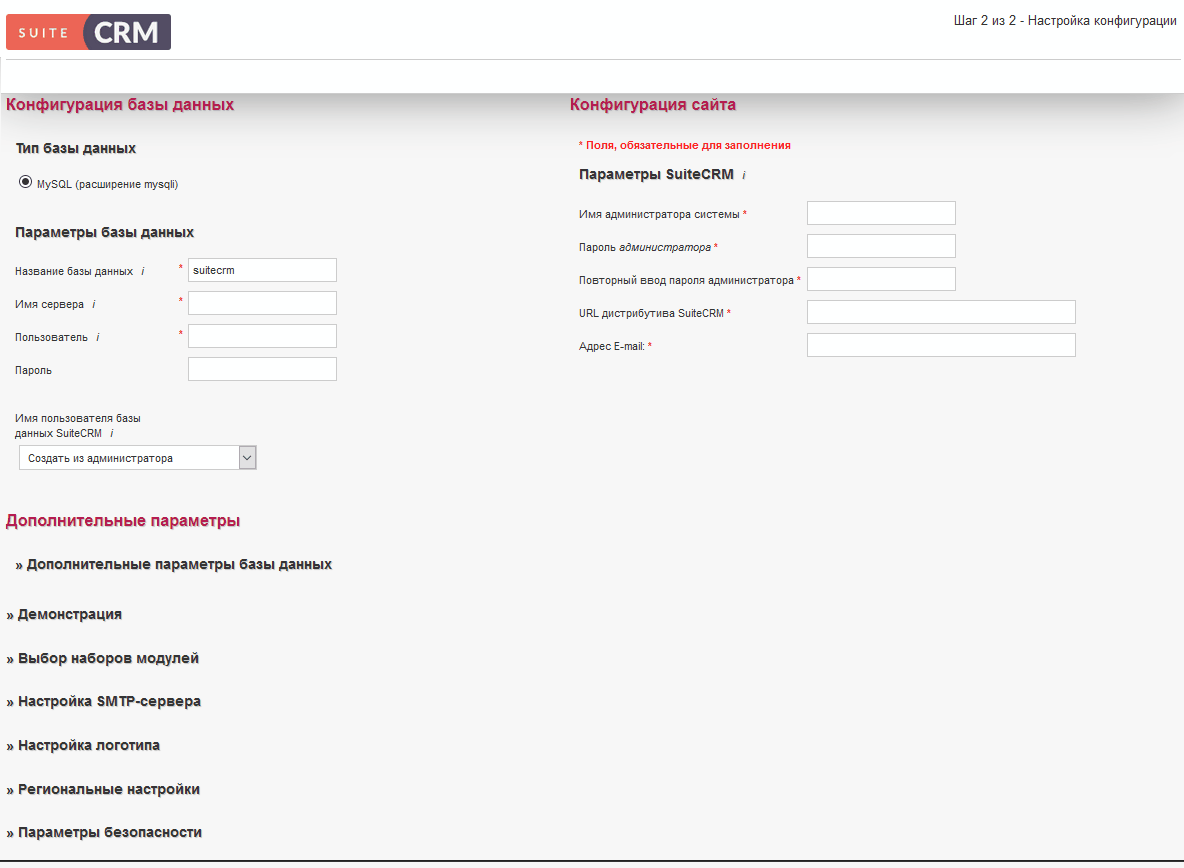 SUITE CRM
Шаг 2 из 2 - Настройка конфигурации
Конфигурация базы данных
Тип базы данных
MySQL (расширение mysqli)
Параметры базы данных
Название базы данных i * suitecrm
Имя сервера i *
Пользователь i *
Пароль
Имя пользователя базы
данных SuiteCRM i
Создать из администратора
Конфигурация сайта
* Поля, обязательные для заполнения
Параметры SuiteCRM i
Имя администратора системы *
Пароль администратора *
Повторный ввод пароля администратора *
URL дистрибутива SuiteCRM *
Адрес E-mail: *
Дополнительные параметры
» Дополнительные параметры базы данных
» Демонстрация
» Выбор наборов модулей
» Настройка SMTP-сервера
» Настройка логотипа
» Региональные настройки
» Параметры безопасности